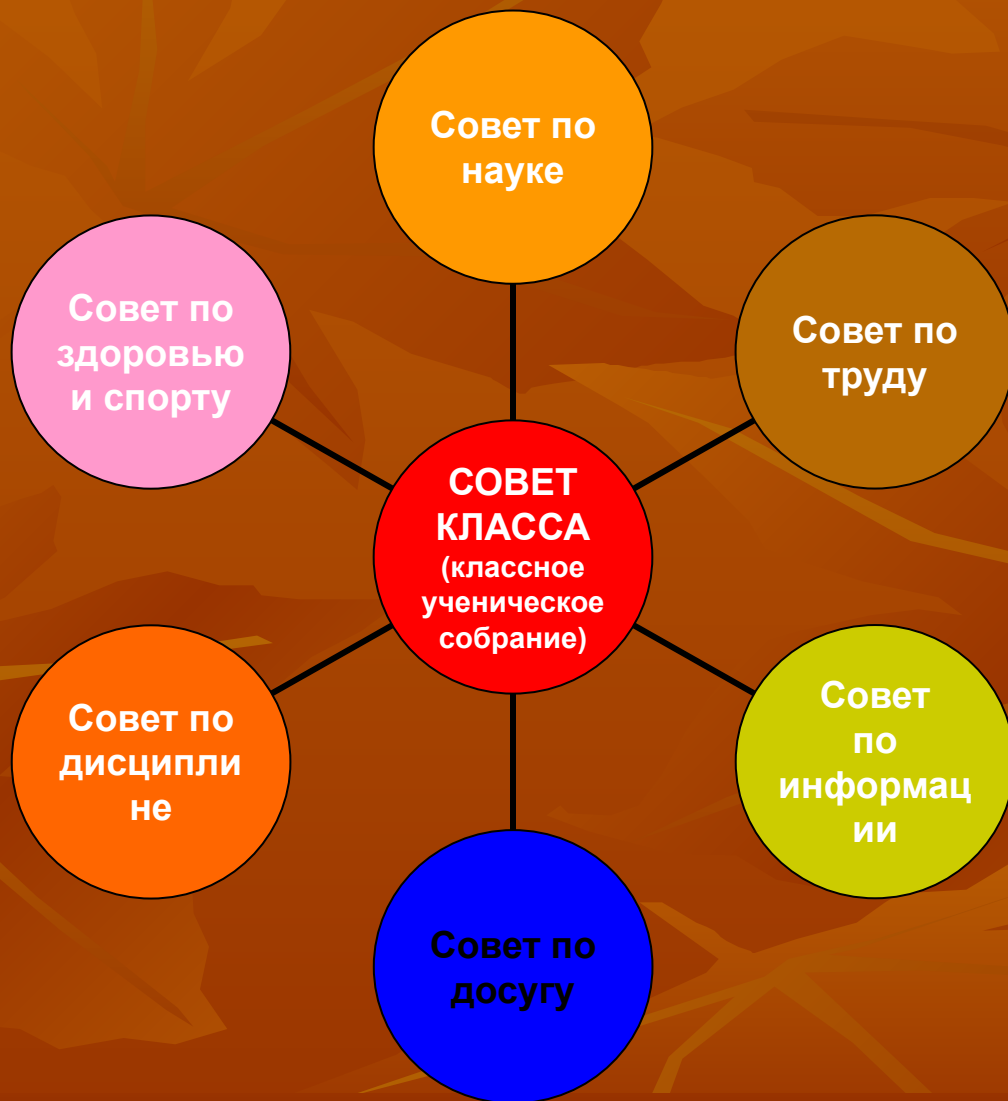 Совет по
науке
Совет по
здоровью
и спорту
Совет по
труду
СОВЕТ
КЛАССА
(классное
ученическое
собрание)
Совет по
дисципли
не
Совет
по
информац
ии
Совет по
досугу